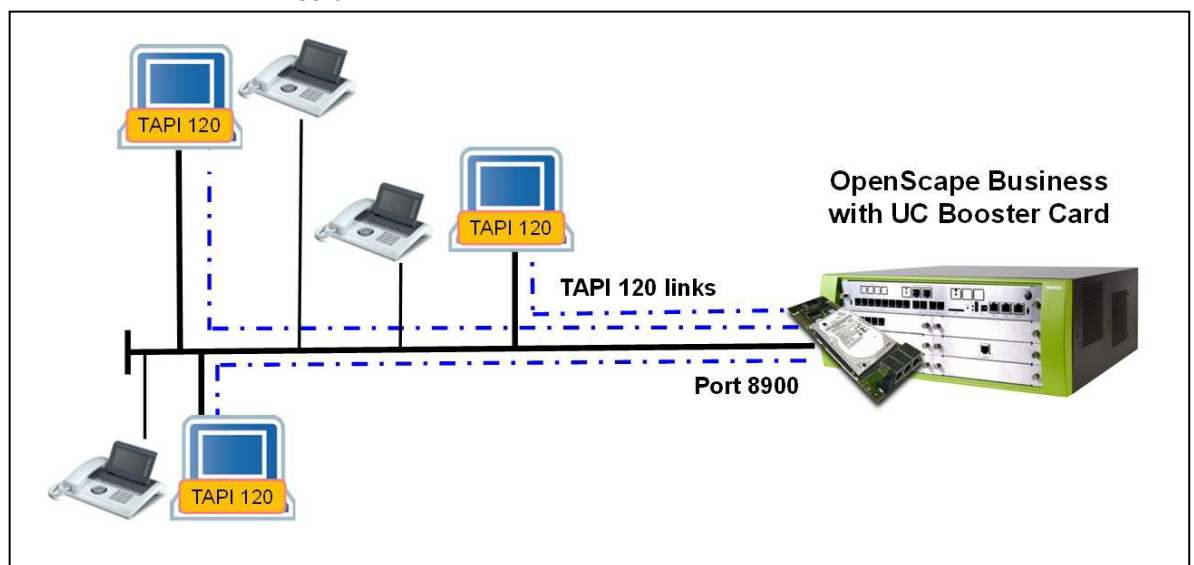 TAPI 120
TAPI 120
OpenScape Business
with UC Booster Card
TAPI 120 links
Port 8900
TAPI 120